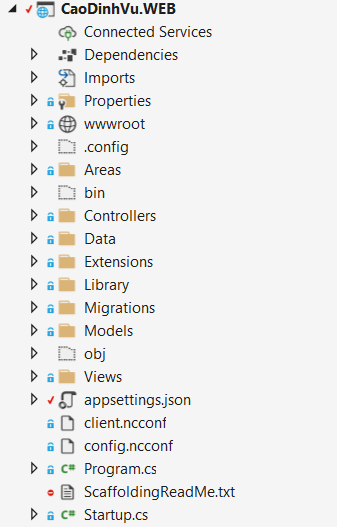 CaoDinhVu.WEB
Connected Services
Dependencies
Imports
Properties
wwwroot
.config
Areas
bin
Controllers
Data
Extensions
Library
Migrations
Models
obj
Views
appsettings.json
client.ncconf
config.ncconf
C# Program.cs
ScaffoldingReadMe.txt
C# Startup.cs